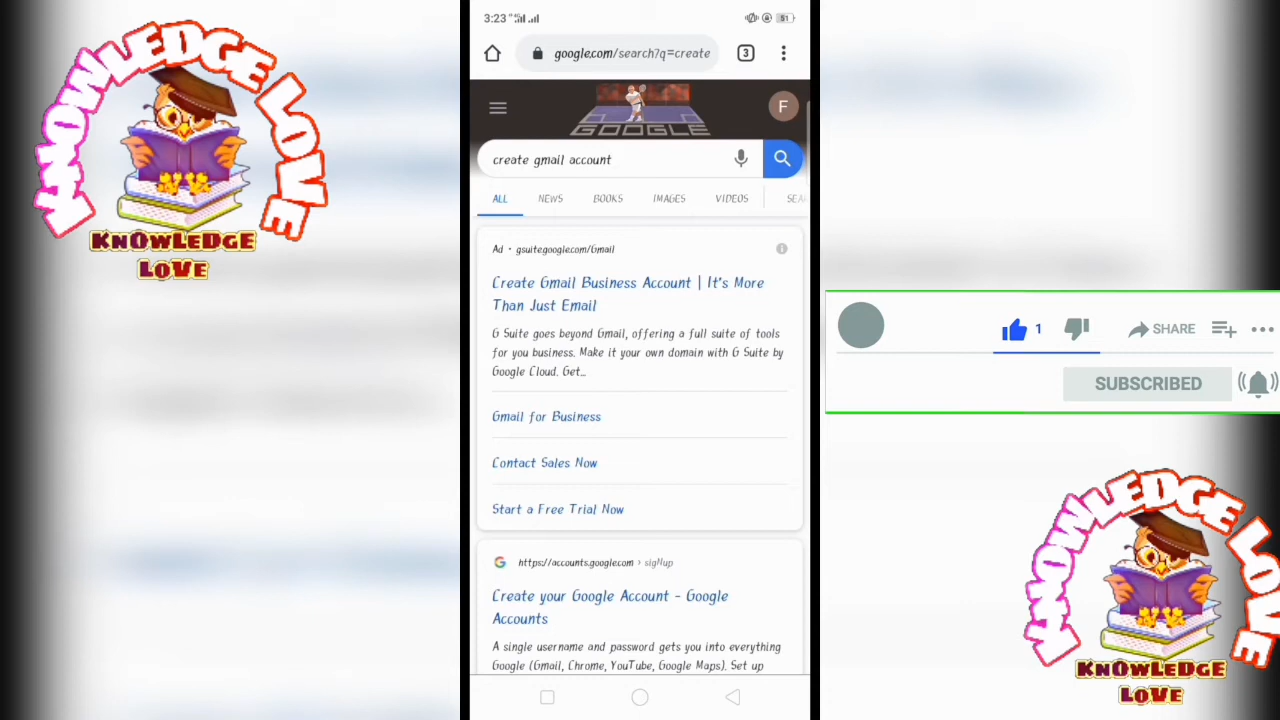 KNOWLEDGE LOVE
KNOWLEDGE
LOVE
3:23
51
google.com/search?q=create
3
GOOGLE
F
create gmail account
ALL NEWS BOOKS IMAGES VIDEOS SEA
Ad · gsuite.google.com/Gmail
Create Gmail Business Account | It's More
Than Just Email
G Suite goes beyond Gmail, offering a full suite of tools
for you business. Make it your own domain with G Suite by
Google Cloud. Get...
Gmail for Business
Contact Sales Now
Start a Free Trial Now
https://accounts.google.com › sigNup
Create your Google Account - Google
Accounts
A single username and password gets you into everything
Google (Gmail, Chrome, YouTube, Google Maps). Set up
1 SHARE
SUBSCRIBED
KNOWLEDGE LOVE
KNOWLEDGE
LOVE